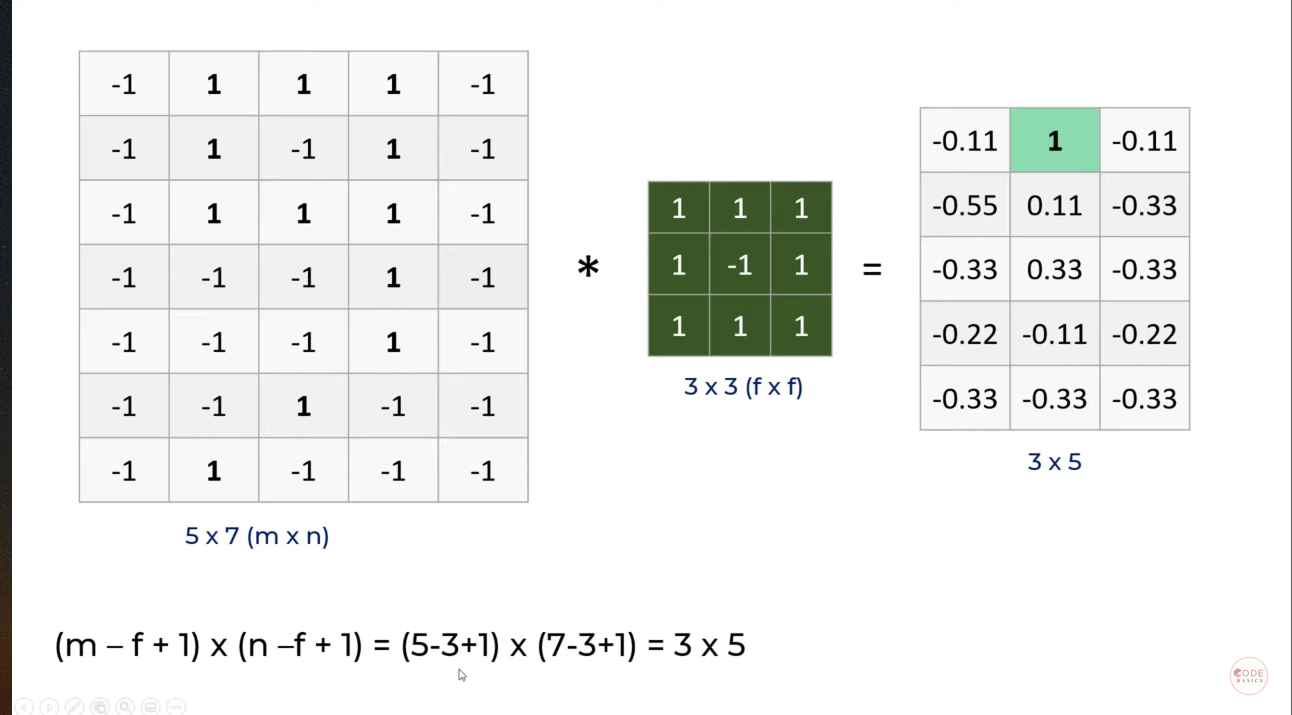 -1 1 1 1 -1
-1 1 -1 1 -1
-1 1 1 1 -1
-1 -1 -1 1 -1
-1 -1 -1 1 -1
-1 -1 1 -1 -1
-1 1 -1 -1 -1
5 x 7 (m x n)
*
1 1 1
1 -1 1
1 1 1
3 x 3 (f x f)
=
-0.11 1 -0.11
-0.55 0.11 -0.33
-0.33 0.33 -0.33
-0.22 -0.11 -0.22
-0.33 -0.33 -0.33
3 x 5
(m – f + 1) x (n –f + 1) = (5-3+1) x (7-3+1) = 3 x 5
CODE
BASICS